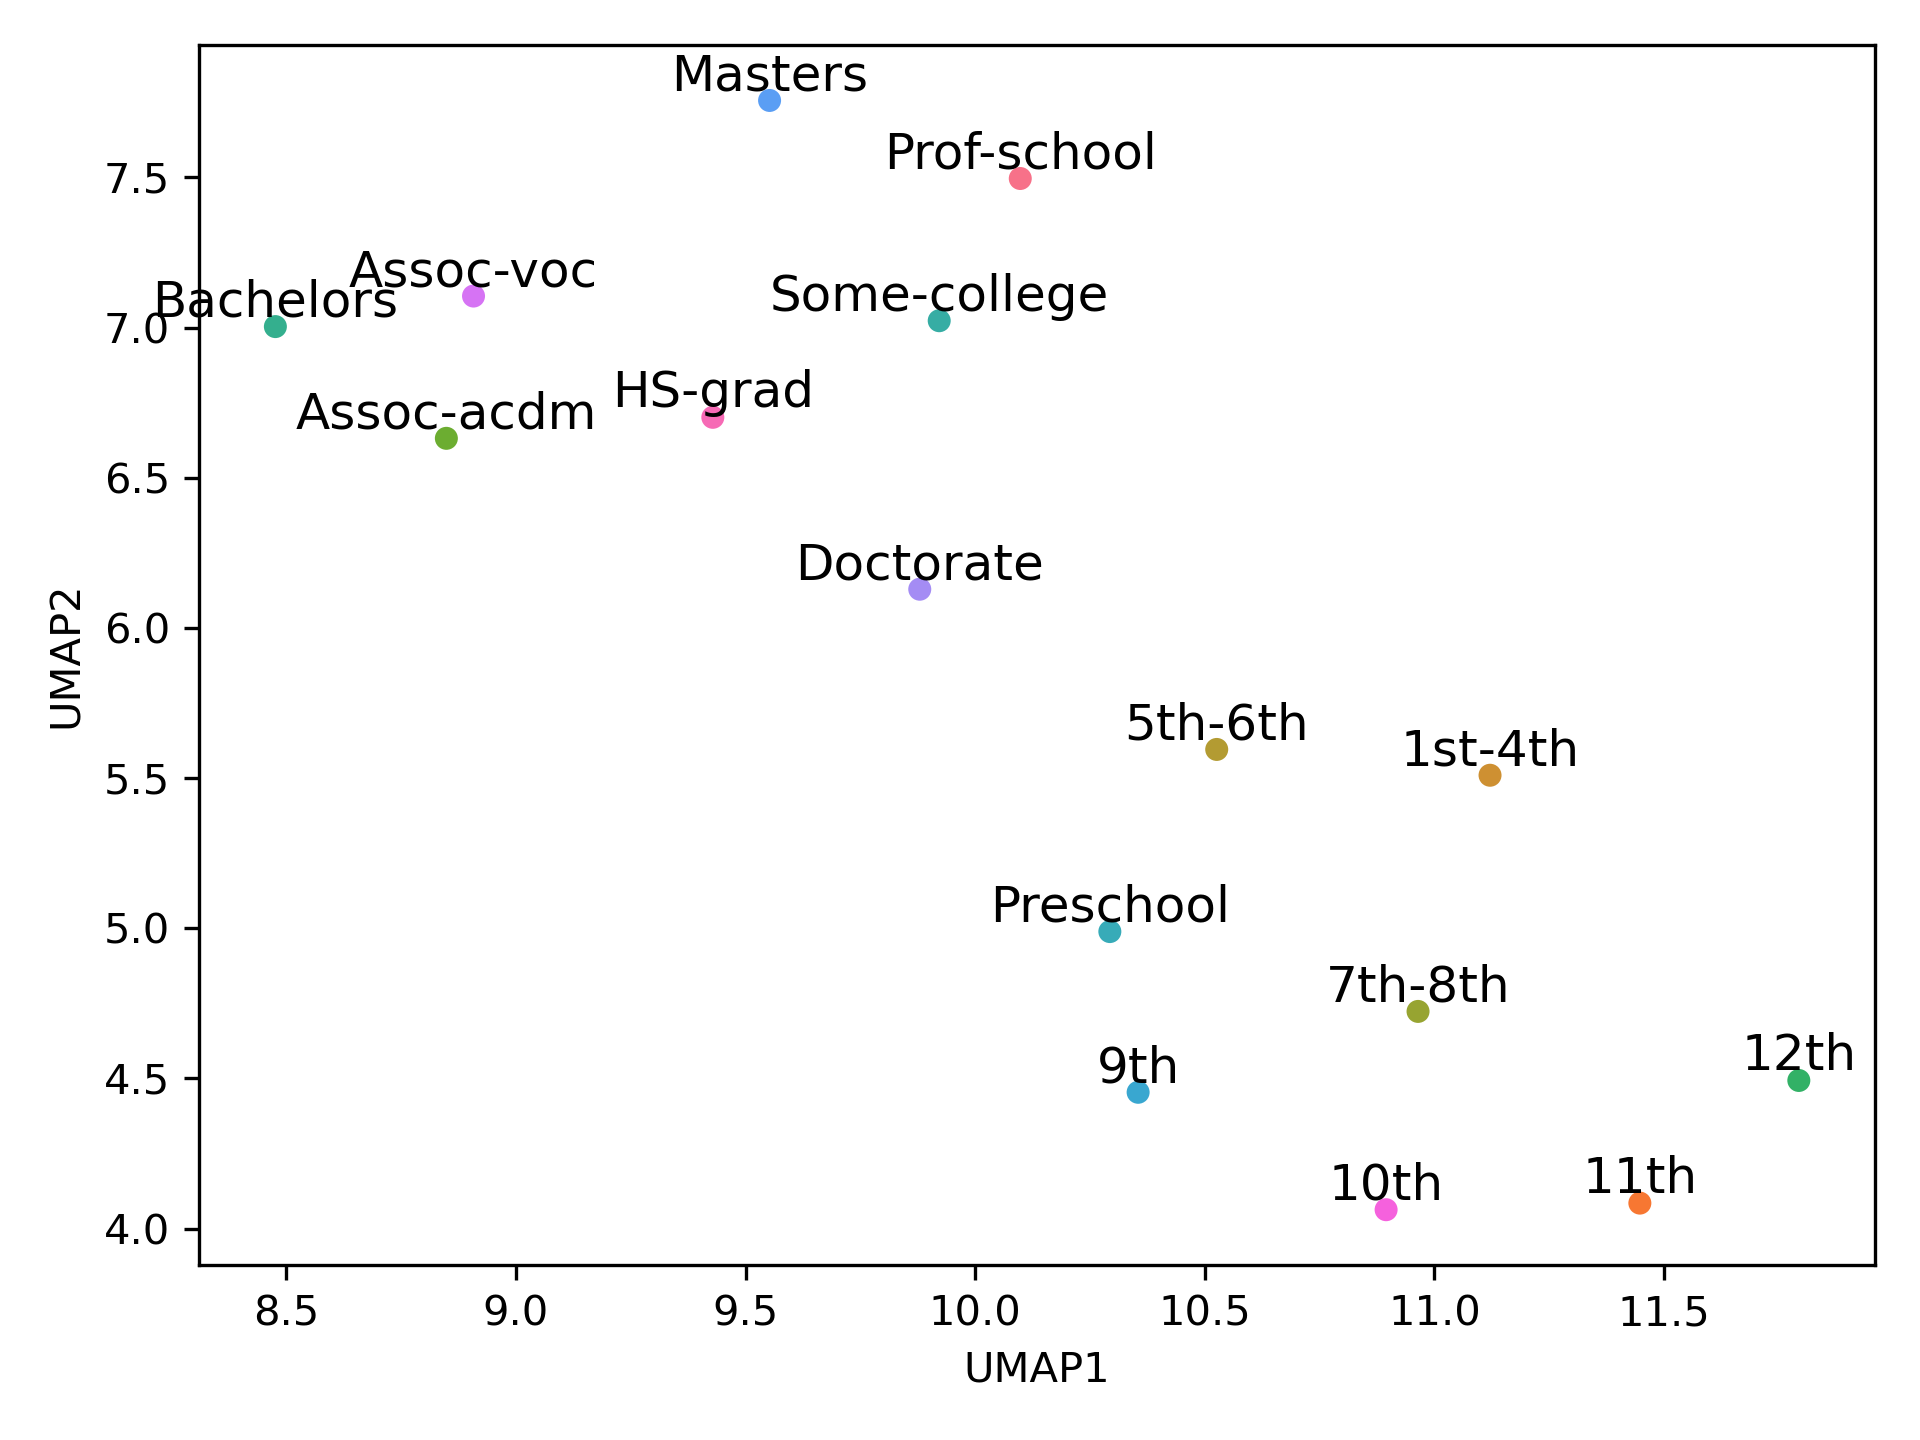 Masters
Prof-school
7.5
Assoc-voc
Some-college
Bachelors
7.0
HS-grad
Assoc-acdm
6.5
Doctorate
6.0
UMAP2
5th-6th
1st-4th
5.5
Preschool
5.0
7th-8th
12th
9th
4.5
11th
10th
4.0
8.5 9.0 9.5 10.0 10.5 11.0 11.5
UMAP1